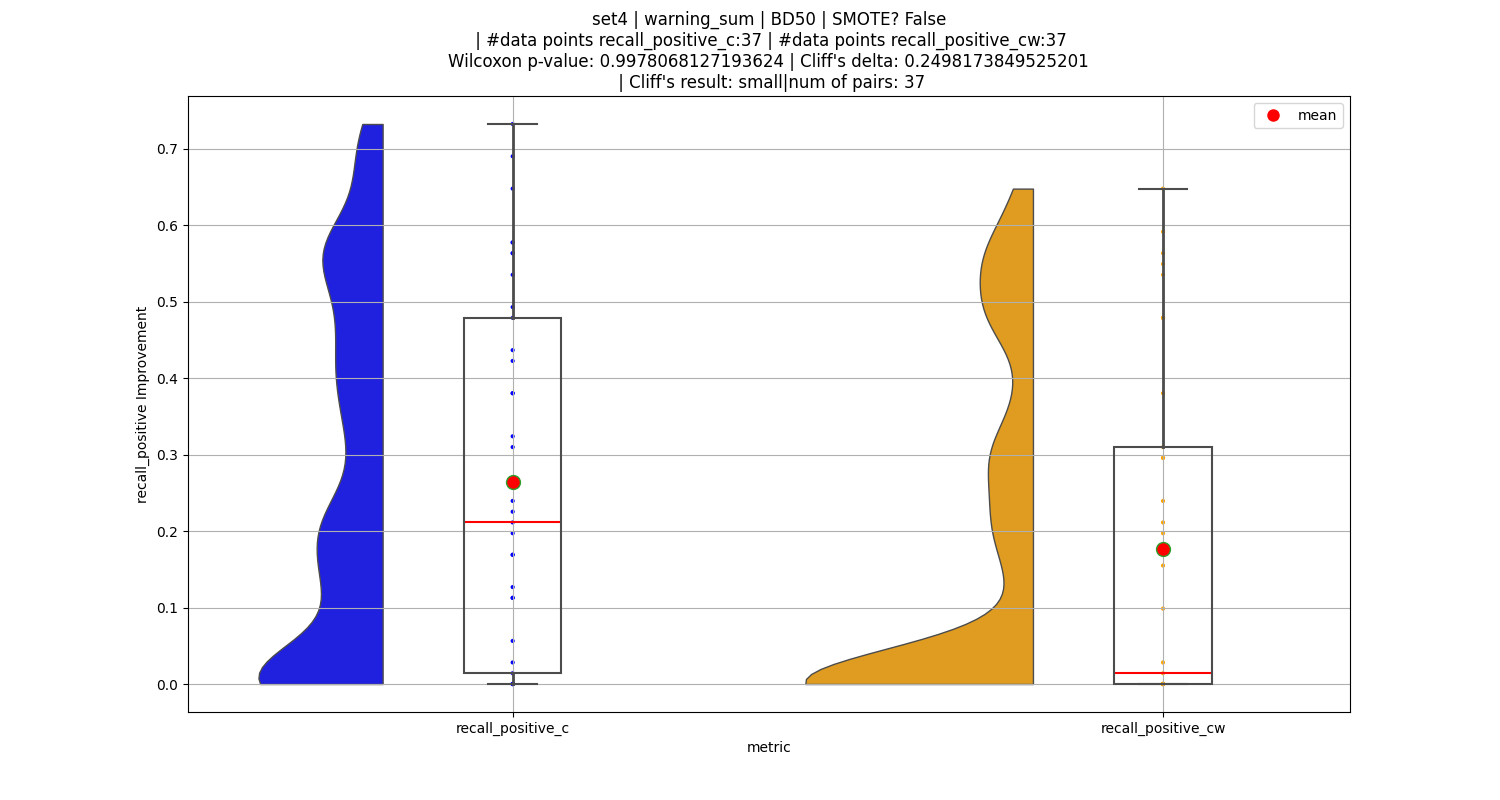 set4 | warning_sum | BD50 | SMOTE? False
| #data points recall_positive_c:37 | #data points recall_positive_cw:37
Wilcoxon p-value: 0.9978068127193624 | Cliff's delta: 0.2498173849525201
| Cliff's result: small|num of pairs: 37
mean
recall_positive Improvement
0.7
0.6
0.5
0.4
0.3
0.2
0.1
0.0
recall_positive_c
recall_positive_cw
metric